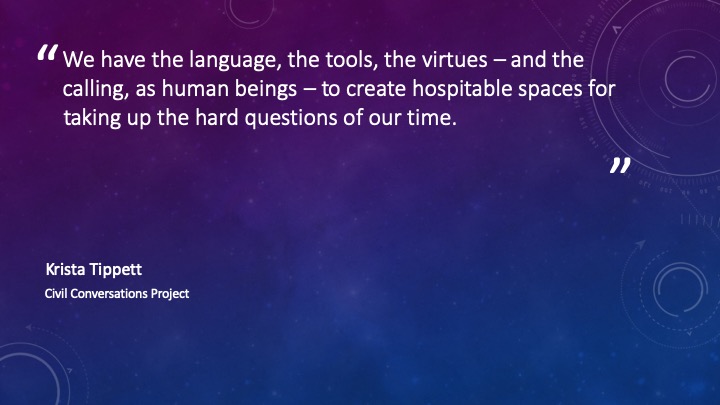 “ We have the language, the tools, the virtues – and the
calling, as human beings – to create hospitable spaces for
taking up the hard questions of our time.
”
Krista Tippett
Civil Conversations Project